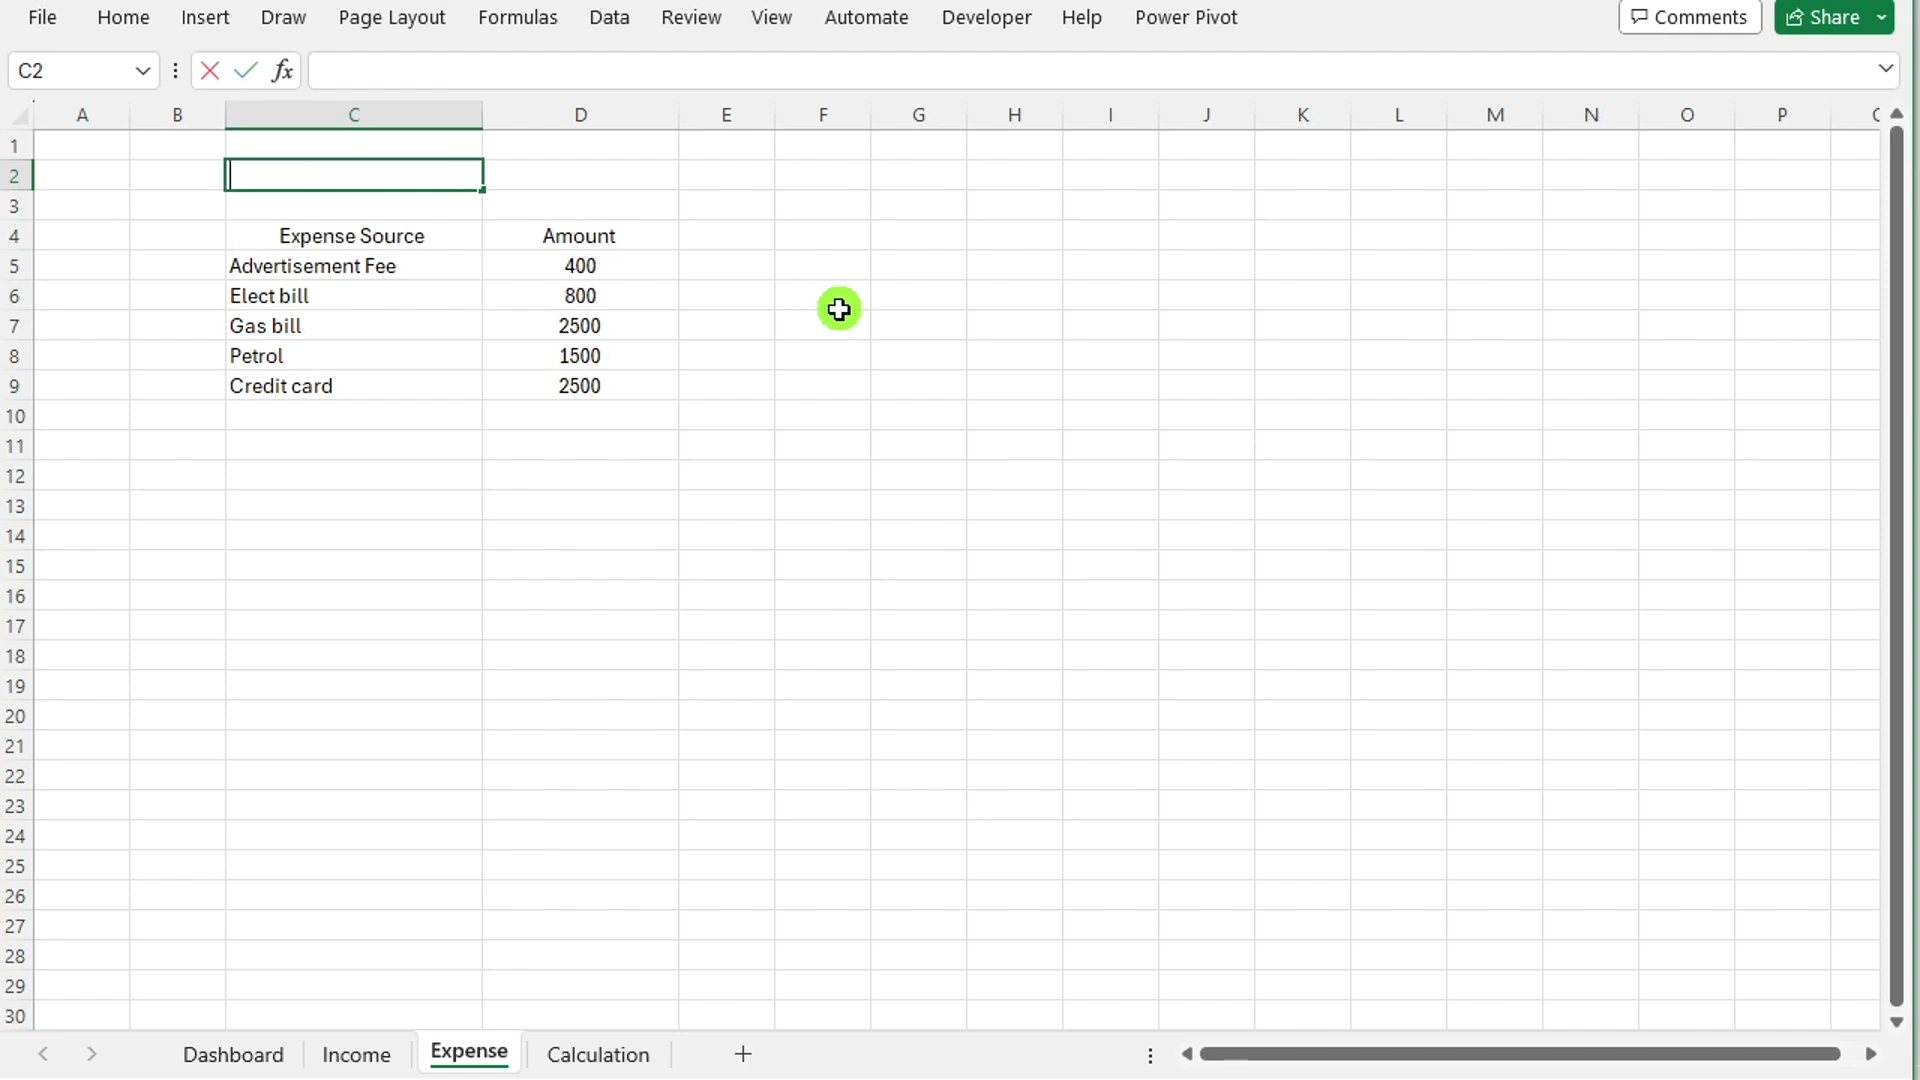 File Home Insert Draw Page Layout Formulas Data Review View Automate Developer Help Power Pivot Comments Share
C2 fx
A B C D E F G H I J K L M N O P
1
2
3
4 Expense Source Amount
5 Advertisement Fee 400
6 Elect bill 800
7 Gas bill 2500
8 Petrol 1500
9 Credit card 2500
10
11
12
13
14
15
16
17
18
19
20
21
22
23
24
25
26
27
28
29
30
Dashboard Income Expense Calculation